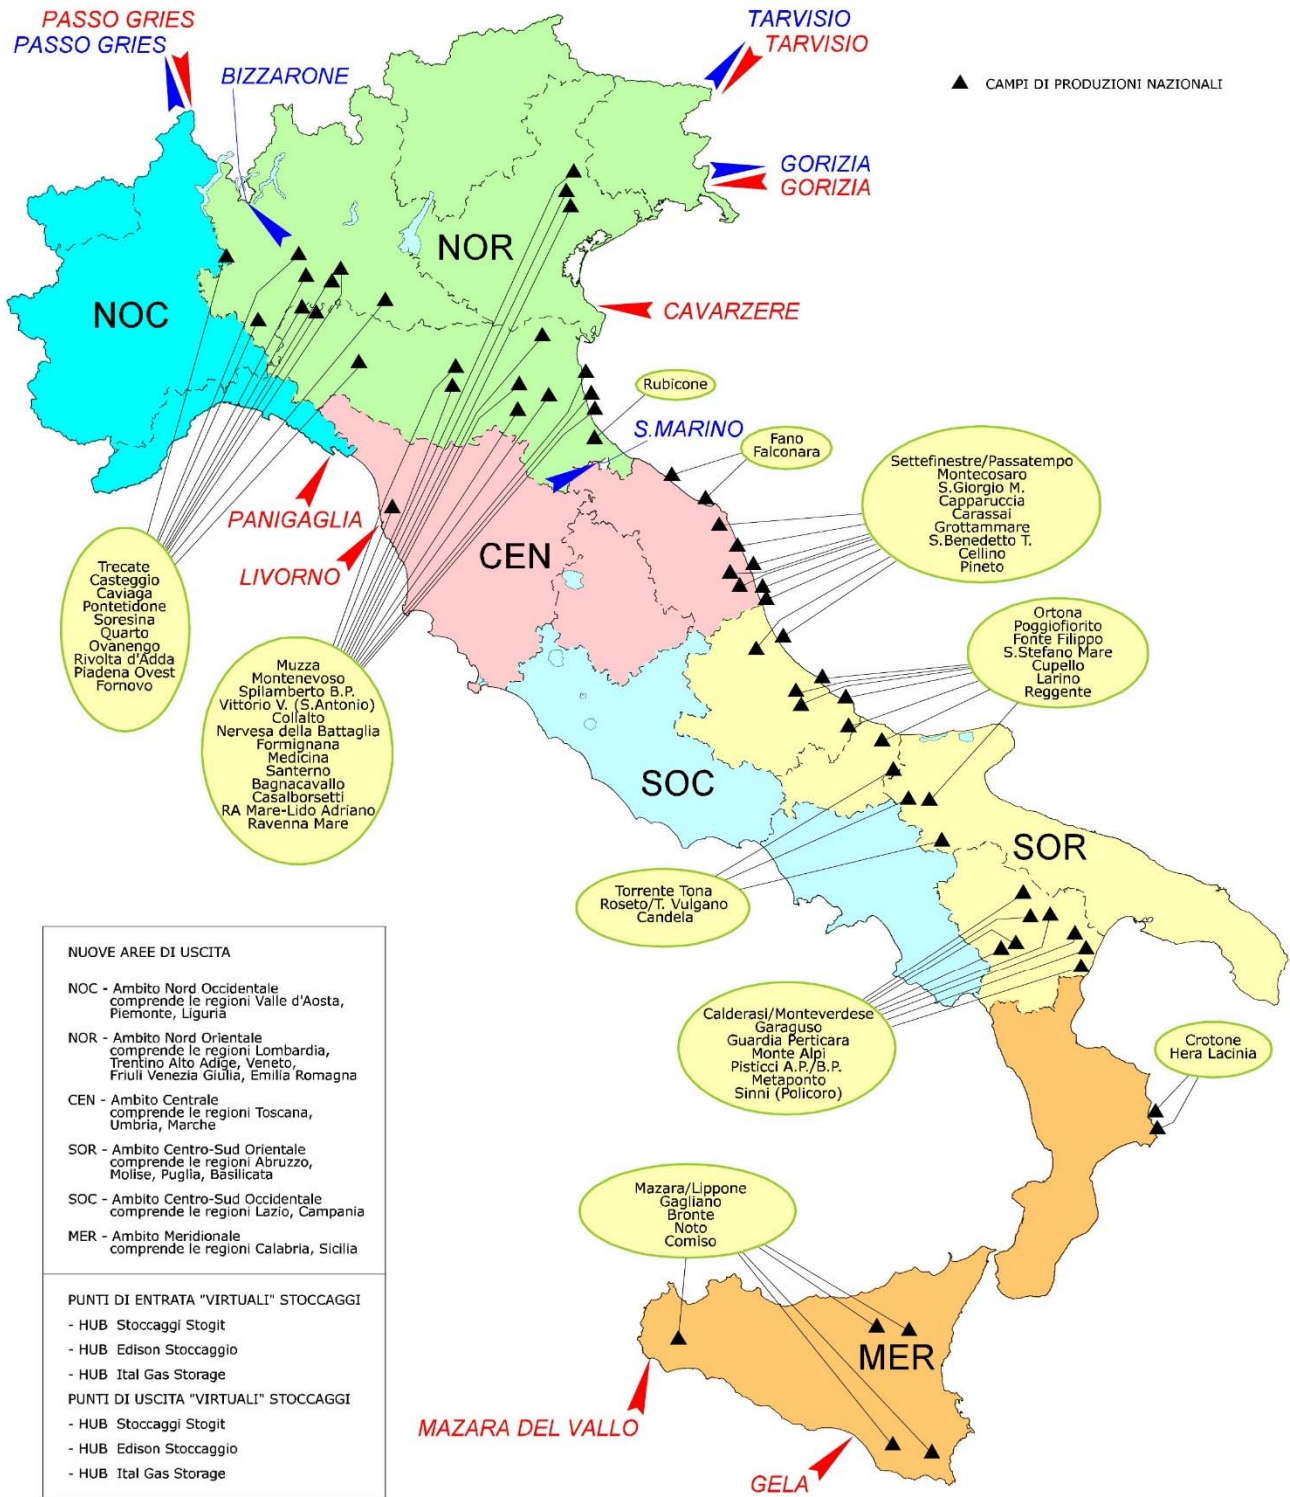 PASSO GRIES
PASSO GRIES
BIZZARONE
TARVISIO
TARVISIO
CAMPI DI PRODUZIONI NAZIONALI
GORIZIA
GORIZIA
NOR
NOC
CAVARZERE
Rubicone
S.MARINO
Fano
Falconara
Settefinestre/Passatempo
Montecosaro
S.Giorgio M.
Capparuccia
Carassai
Grottammare
S.Benedetto T.
Cellino
Pineto
PANIGAGLIA
LIVORNO
CEN
Trecate
Casteggio
Caviaga
Pontetidone
Soresina
Quarto
Ovanengo
Rivolta d'Adda
Piadena Ovest
Fornovo
Muzza
Montenevoso
Spilamberto B.P.
Vittorio V. (S.Antonio)
Collalto
Nervesa della Battaglia
Formignana
Medicina
Santerno
Bagnacavallo
Casalborsetti
RA Mare-Lido Adriano
Ravenna Mare
Ortona
Poggiofiorito
Fonte Filippo
S.Stefano Mare
Cupello
Larino
Reggente
SOC
SOR
Torrente Tona
Roseto/T. Vulgano
Candela
Calderasi/Monteverdese
Garaguso
Guardia Perticara
Monte Alpi
Pisticci A.P./B.P.
Metaponto
Sinni (Policoro)
Crotone
Hera Lacinia
Mazara/Lippone
Gagliano
Bronte
Noto
Comiso
MER
MAZARA DEL VALLO
GELA
NUOVE AREE DI USCITA
NOC - Ambito Nord Occidentale
comprende le regioni Valle d'Aosta,
Piemonte, Liguria
NOR - Ambito Nord Orientale
comprende le regioni Lombardia,
Trentino Alto Adige, Veneto,
Friuli Venezia Giulia, Emilia Romagna
CEN - Ambito Centrale
comprende le regioni Toscana,
Umbria, Marche
SOR - Ambito Centro-Sud Orientale
comprende le regioni Abruzzo,
Molise, Puglia, Basilicata
SOC - Ambito Centro-Sud Occidentale
comprende le regioni Lazio, Campania
MER - Ambito Meridionale
comprende le regioni Calabria, Sicilia
PUNTI DI ENTRATA "VIRTUALI" STOCCAGGI
- HUB Stoccaggi Stogit
- HUB Edison Stoccaggio
- HUB Ital Gas Storage
PUNTI DI USCITA "VIRTUALI" STOCCAGGI
- HUB Stoccaggi Stogit
- HUB Edison Stoccaggio
- HUB Ital Gas Storage